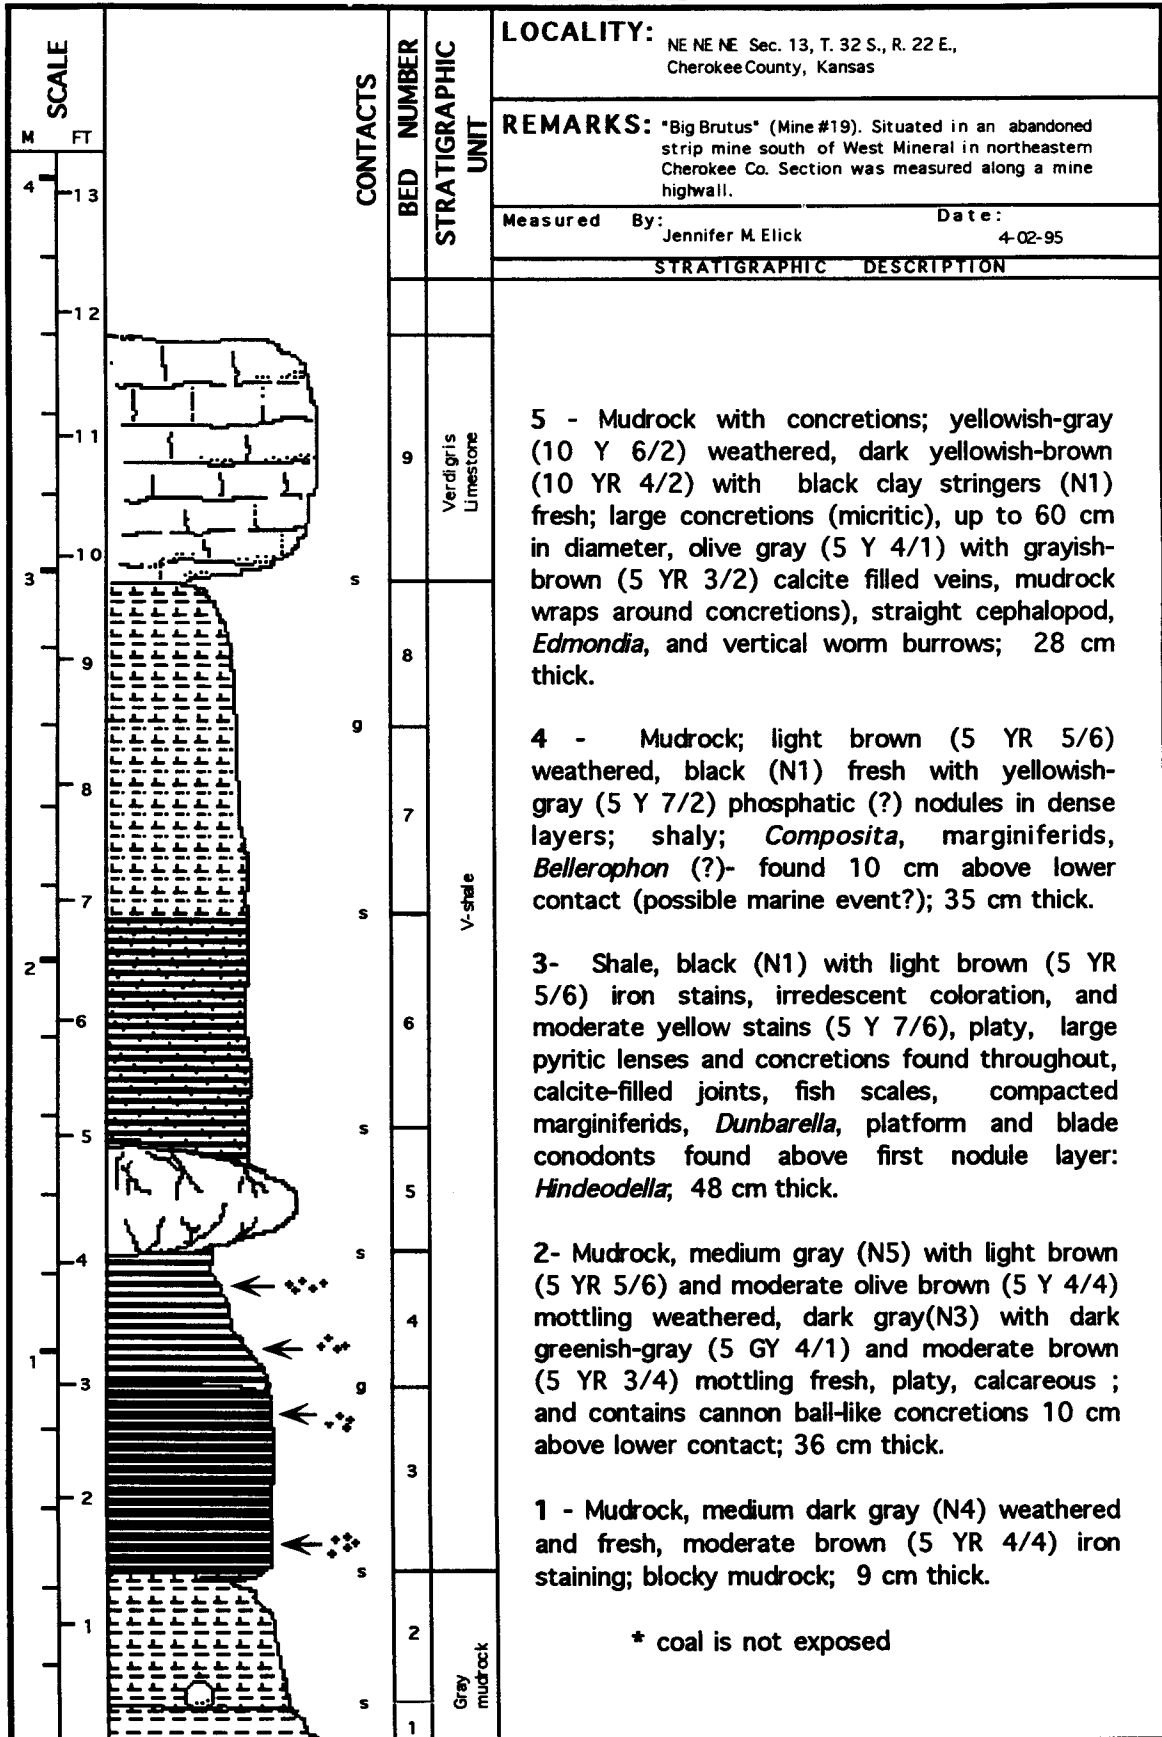 SCALE
M FT
CONTACTS
BED NUMBER
STRATIGRAPHIC
UNIT
LOCALITY: NE NE NE Sec. 13, T. 32 S., R. 22 E.,
Cherokee County, Kansas
REMARKS: "Big Brutus" (Mine #19). Situated in an abandoned
strip mine south of West Mineral in northeastern
Cherokee Co. Section was measured along a mine
highwall.
Measured By: Date:
Jennifer M. Elick 4-02-95
STRATIGRAPHIC DESCRIPTION
4
13
12
11
10
3
9
8
7
2
6
5
4
1
3
2
1
s
g
s
s
s
g
s
s
9
8
7
6
5
4
3
2
1
Verdigris
Limestone
V-shale
Gray
mudrock
5 - Mudrock with concretions; yellowish-gray
(10 Y 6/2) weathered, dark yellowish-brown
(10 YR 4/2) with black clay stringers (N1)
fresh; large concretions (micritic), up to 60 cm
in diameter, olive gray (5 Y 4/1) with grayish-
brown (5 YR 3/2) calcite filled veins, mudrock
wraps around concretions), straight cephalopod,
Edmondia, and vertical worm burrows; 28 cm
thick.
4 - Mudrock; light brown (5 YR 5/6)
weathered, black (N1) fresh with yellowish-
gray (5 Y 7/2) phosphatic (?) nodules in dense
layers; shaly; Composita, marginiferids,
Bellerophon (?)- found 10 cm above lower
contact (possible marine event?); 35 cm thick.
3- Shale, black (N1) with light brown (5 YR
5/6) iron stains, irredescent coloration, and
moderate yellow stains (5 Y 7/6), platy, large
pyritic lenses and concretions found throughout,
calcite-filled joints, fish scales, compacted
marginiferids, Dunbarella, platform and blade
conodonts found above first nodule layer:
Hindeodella; 48 cm thick.
2- Mudrock, medium gray (N5) with light brown
(5 YR 5/6) and moderate olive brown (5 Y 4/4)
mottling weathered, dark gray(N3) with dark
greenish-gray (5 GY 4/1) and moderate brown
(5 YR 3/4) mottling fresh, platy, calcareous ;
and contains cannon ball-like concretions 10 cm
above lower contact; 36 cm thick.
1 - Mudrock, medium dark gray (N4) weathered
and fresh, moderate brown (5 YR 4/4) iron
staining; blocky mudrock; 9 cm thick.
* coal is not exposed